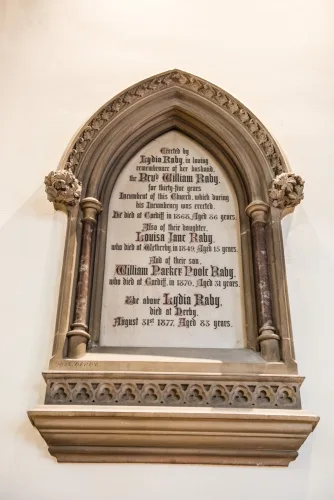 Erected by
Lydia Raby, in loving
remembrance of her husband,
the Revd William Raby,
for thirty five years
Incumbent of this Church, which during
his Incumbency was erected.
He died at Cardiff in 1868, Aged 86 years.
Also of their daughter,
Louisa Jane Raby,
who died at Wetherby in 1849, Aged 15 years.
And of their son,
William Parker Poole Raby,
who died at Cardiff, in 1870, Aged 31 years.
The above Lydia Raby,
died at Derby,
August 31st 1877, Aged 83 years.